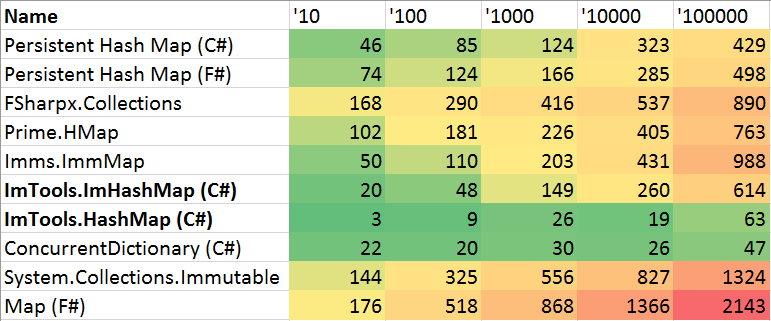 Name '10 '100 '1000 '10000 '100000
Persistent Hash Map (C#) 46 85 124 323 429
Persistent Hash Map (F#) 74 124 166 285 498
FSharpx.Collections 168 290 416 537 890
Prime.HMap 102 181 226 405 763
Imms.ImmMap 50 110 203 431 988
ImTools.ImHashMap (C#) 20 48 149 260 614
ImTools.HashMap (C#) 3 9 26 19 63
ConcurrentDictionary (C#) 22 20 30 26 47
System.Collections.Immutable 144 325 556 827 1324
Map (F#) 176 518 868 1366 2143